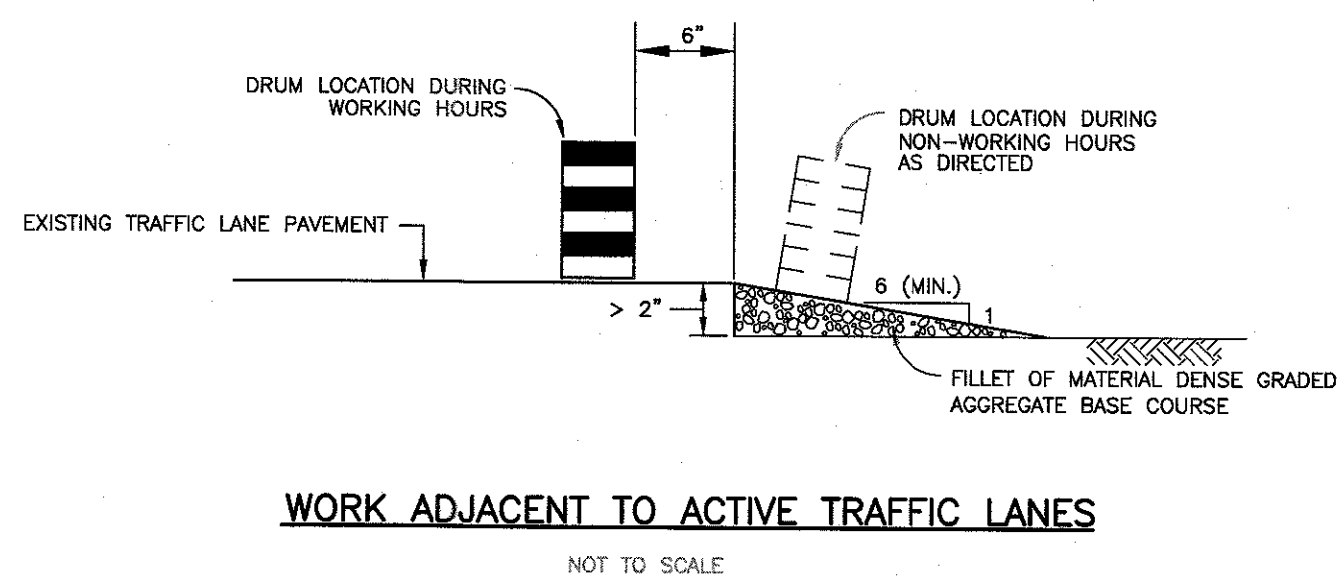 6"
DRUM LOCATION DURING
WORKING HOURS
DRUM LOCATION DURING
NON-WORKING HOURS
AS DIRECTED
EXISTING TRAFFIC LANE PAVEMENT
6 (MIN.)
1
> 2"
FILLET OF MATERIAL DENSE GRADED
AGGREGATE BASE COURSE
WORK ADJACENT TO ACTIVE TRAFFIC LANES
NOT TO SCALE